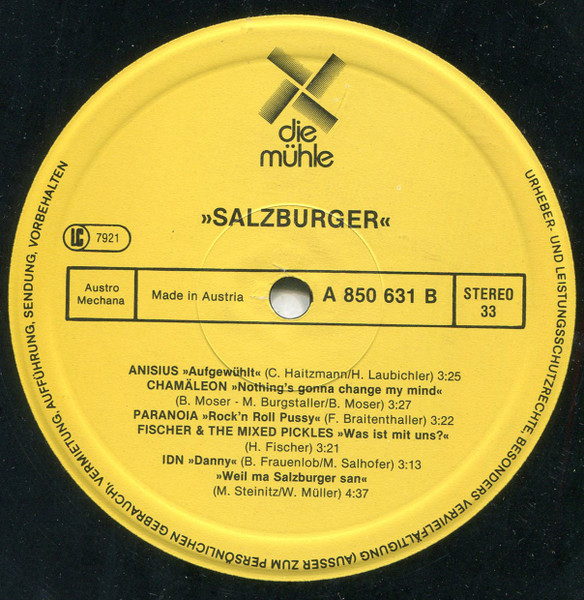 die
mühle
»SALZBURGER«
LC 7921
Austro
Mechana
Made in Austria
A 850 631 B
STEREO
33
ANISIUS »Aufgewühlt« (C. Haitzmann/H. Laubichler) 3:25
CHAMÄLEON »Nothing's gonna change my mind«
(B. Moser - M. Burgstaller/B. Moser) 3:27
PARANOIA »Rock'n Roll Pussy« (F. Braitenthaller) 3:22
FISCHER & THE MIXED PICKLES »Was ist mit uns?«
(H. Fischer) 3:21
IDN »Danny« (B. Frauenlob/M. Salhofer) 3:13
»Weil ma Salzburger san«
(M. Steinitz/W. Müller) 4:37
URHEBER- UND LEISTUNGSSCHUTZRECHTE BESONDERS VERVIELFÄLTIGUNG (AUSSER ZUM PERSÖNLICHEN GEBRAUCH), VERMIETUNG, AUFFÜHRUNG, SENDUNG, VORBEHALTEN